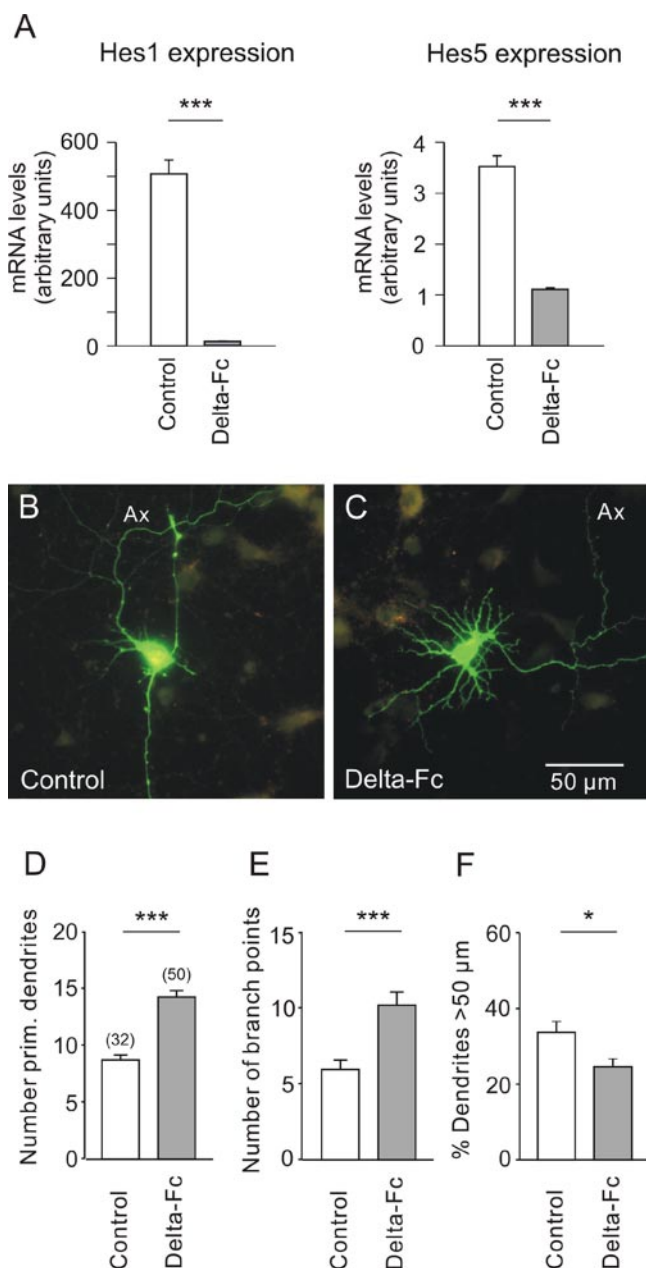 A
Hes1 expression
Hes5 expression
***
***
mRNA levels
(arbitrary units)
600
400
200
0
Control
Delta-Fc
mRNA levels
(arbitrary units)
4
3
2
1
0
Control
Delta-Fc
B
Ax
Control
C
Ax
Delta-Fc
50 µm
D
***
Number prim. dendrites
20
15
10
5
0
(32)
(50)
Control
Delta-Fc
E
***
Number of branch points
15
10
5
0
Control
Delta-Fc
F
*
% Dendrites >50 µm
60
40
20
0
Control
Delta-Fc